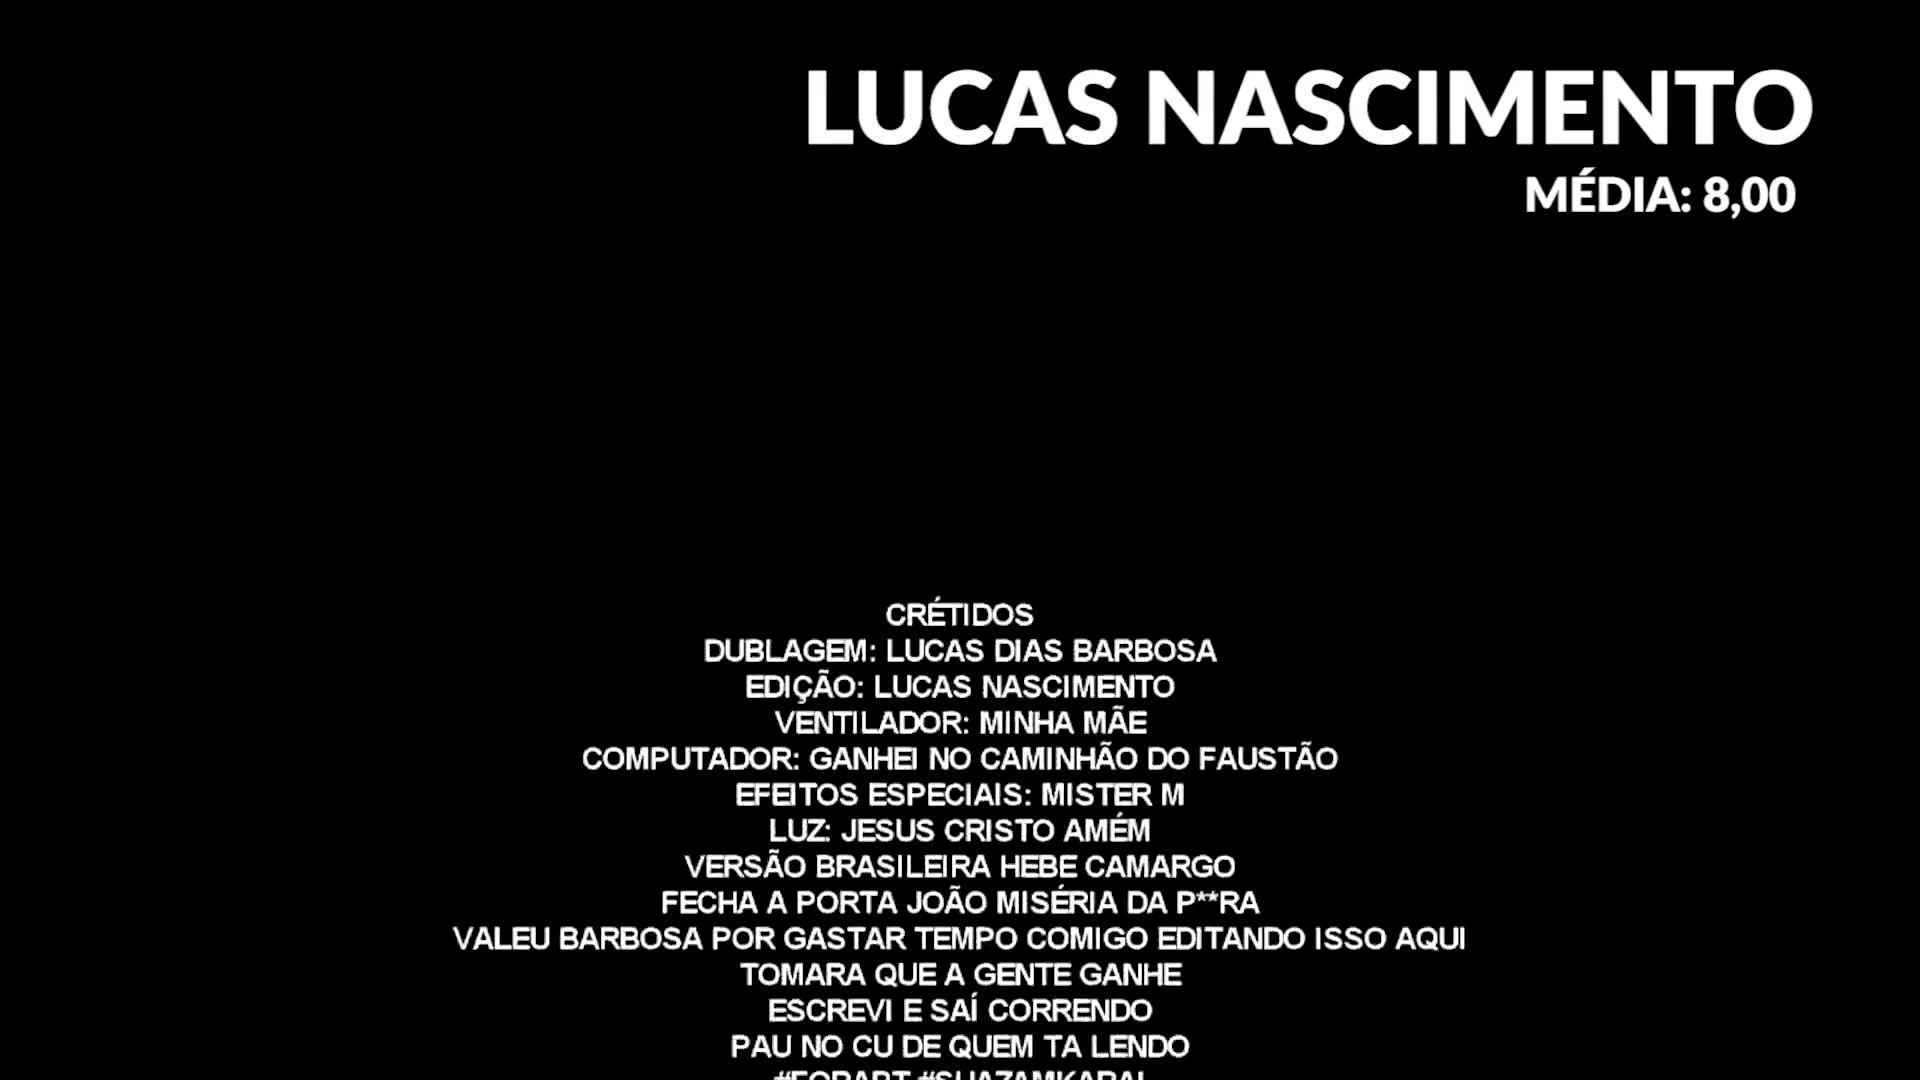 LUCAS NASCIMENTO
MÉDIA: 8,00
CRÉTIDOS
DUBLAGEM: LUCAS DIAS BARBOSA
EDIÇÃO: LUCAS NASCIMENTO
VENTILADOR: MINHA MÃE
COMPUTADOR: GANHEI NO CAMINHÃO DO FAUSTÃO
EFEITOS ESPECIAIS: MISTER M
LUZ: JESUS CRISTO AMÉM
VERSÃO BRASILEIRA HEBE CAMARGO
FECHA A PORTA JOÃO MISÉRIA DA P**RA
VALEU BARBOSA POR GASTAR TEMPO COMIGO EDITANDO ISSO AQUI
TOMARA QUE A GENTE GANHE
ESCREVI E SAÍ CORRENDO
PAU NO CU DE QUEM TA LENDO